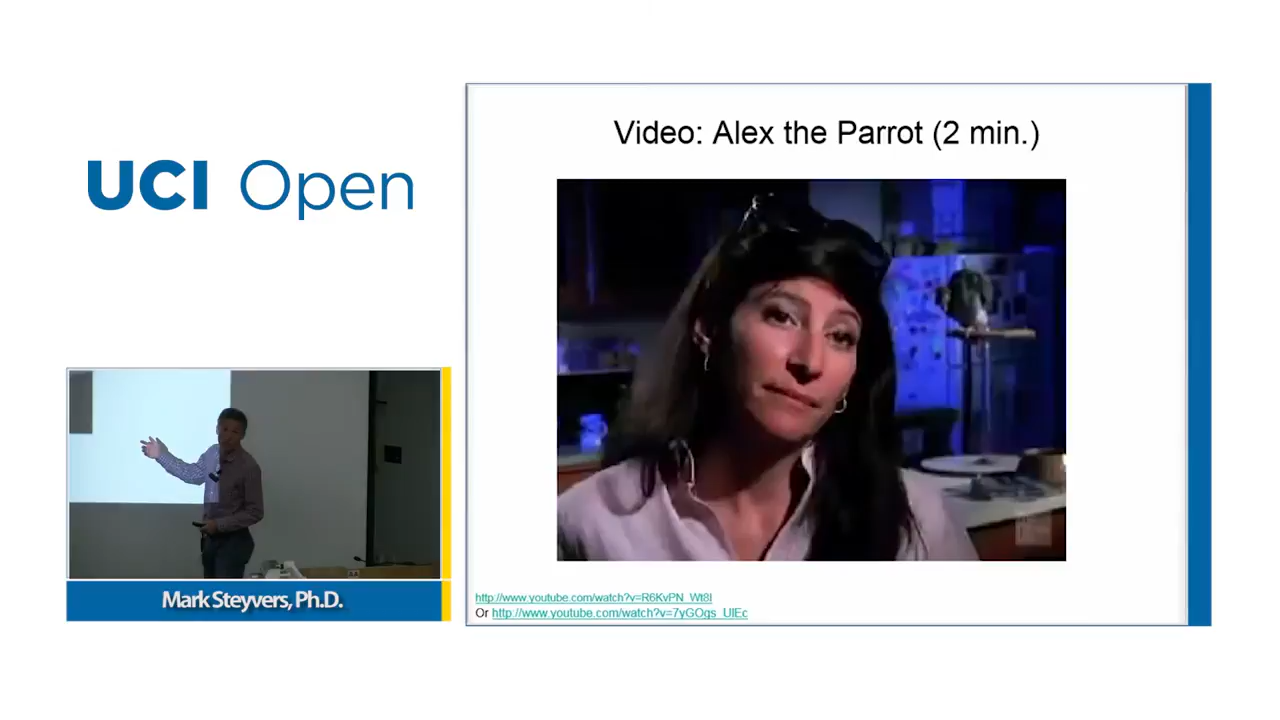 UCI Open
Video: Alex the Parrot (2 min.)
http://www.youtube.com/watch?v=R6KvPN_Wt8I
Or http://www.youtube.com/watch?v=7yGOgs_UlEc
Mark Steyvers, Ph.D.